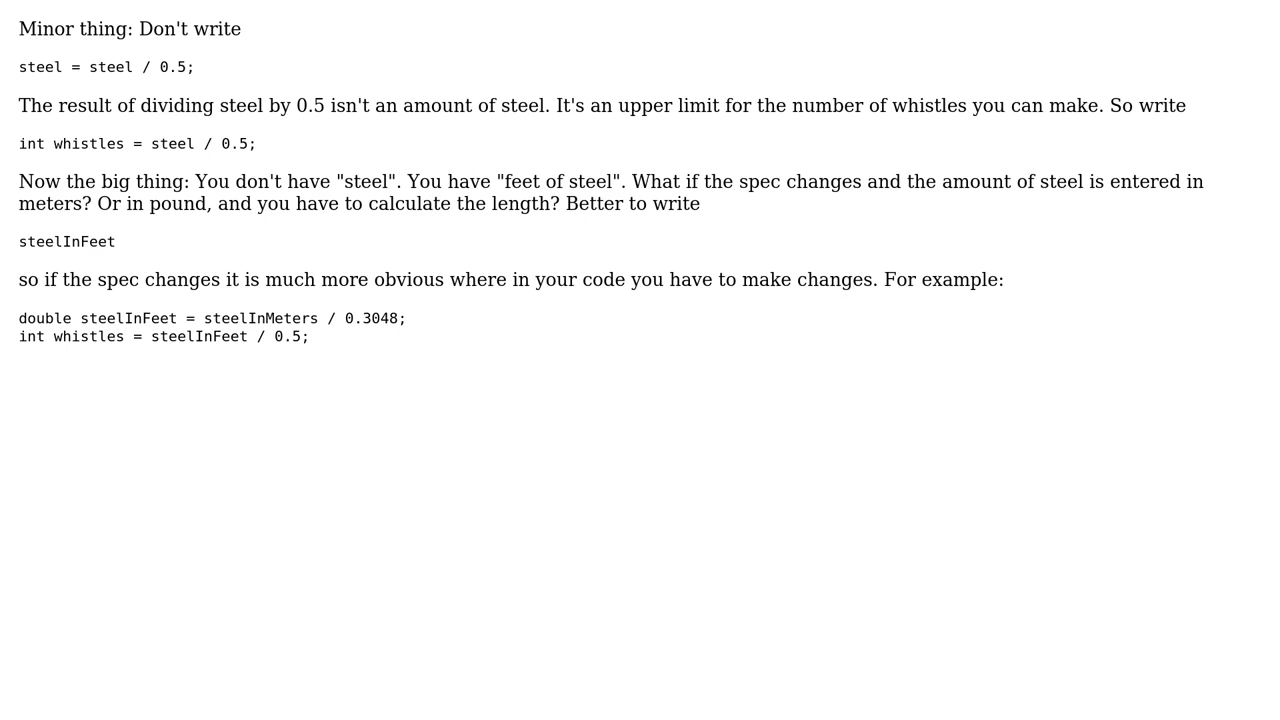 Minor thing: Don't write
steel = steel / 0.5;
The result of dividing steel by 0.5 isn't an amount of steel. It's an upper limit for the number of whistles you can make. So write
int whistles = steel / 0.5;
Now the big thing: You don't have "steel". You have "feet of steel". What if the spec changes and the amount of steel is entered in
meters? Or in pound, and you have to calculate the length? Better to write
steelInFeet
so if the spec changes it is much more obvious where in your code you have to make changes. For example:
double steelInFeet = steelInMeters / 0.3048;
int whistles = steelInFeet / 0.5;